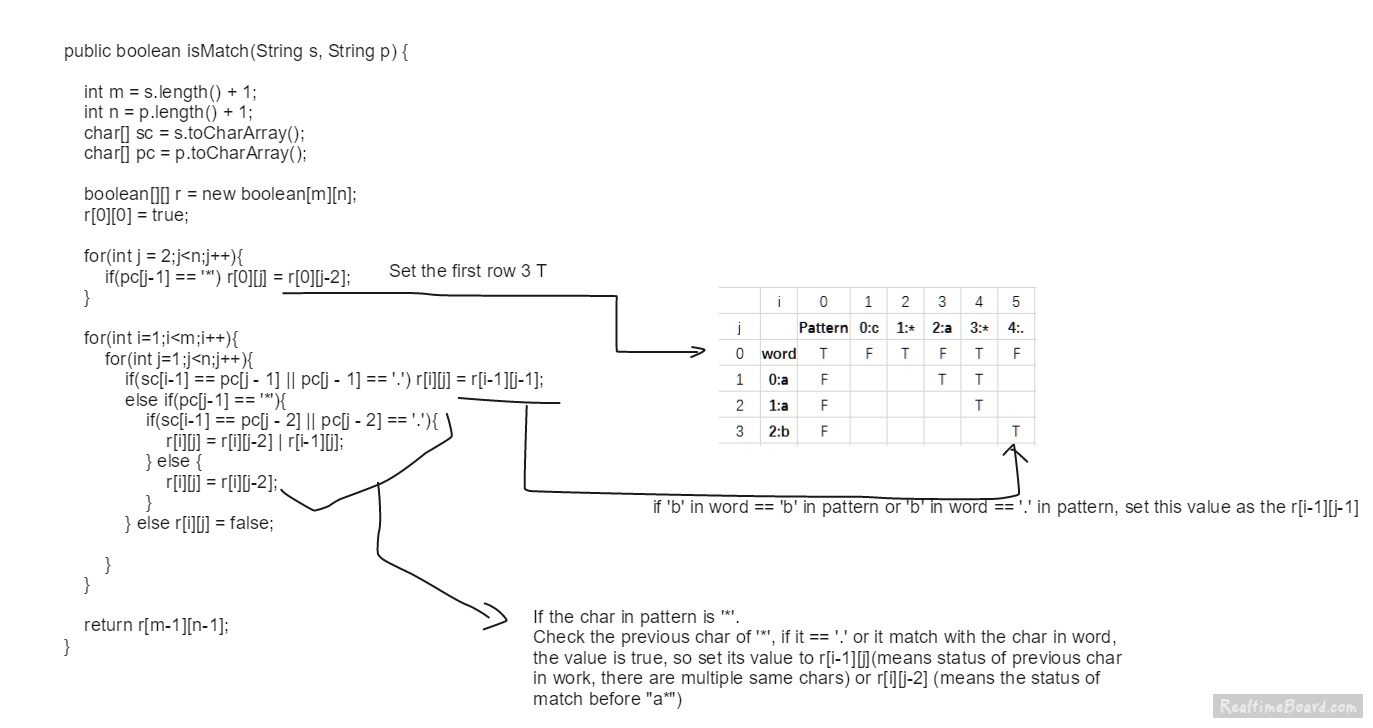 public boolean isMatch(String s, String p) {
int m = s.length() + 1;
int n = p.length() + 1;
char[] sc = s.toCharArray();
char[] pc = p.toCharArray();
boolean[][] r = new boolean[m][n];
r[0][0] = true;
for(int j = 2;j<n;j++){
if(pc[j-1] == '*') r[0][j] = r[0][j-2];
}
for(int i=1;i<m;i++){
for(int j=1;j<n;j++){
if(sc[i-1] == pc[j - 1] || pc[j - 1] == '.') r[i][j] = r[i-1][j-1];
else if(pc[j-1] == '*'){
if(sc[i-1] == pc[j - 2] || pc[j - 2] == '.'){
r[i][j] = r[i][j-2] | r[i-1][j];
} else {
r[i][j] = r[i][j-2];
}
} else r[i][j] = false;
}
}
return r[m-1][n-1];
}
Set the first row 3 T
i 0 1 2 3 4 5
j Pattern 0:c 1:* 2:a 3:* 4:.
0 word T F T F T F
1 0:a F T T
2 1:a F T
3 2:b F T
if 'b' in word == 'b' in pattern or 'b' in word == '.' in pattern, set this value as the r[i-1][j-1]
If the char in pattern is '*'.
Check the previous char of '*', if it == '.' or it match with the char in word,
the value is true, so set its value to r[i-1][j](means status of previous char
in work, there are multiple same chars) or r[i][j-2] (means the status of
match before "a*")
RealtimeBoard.com